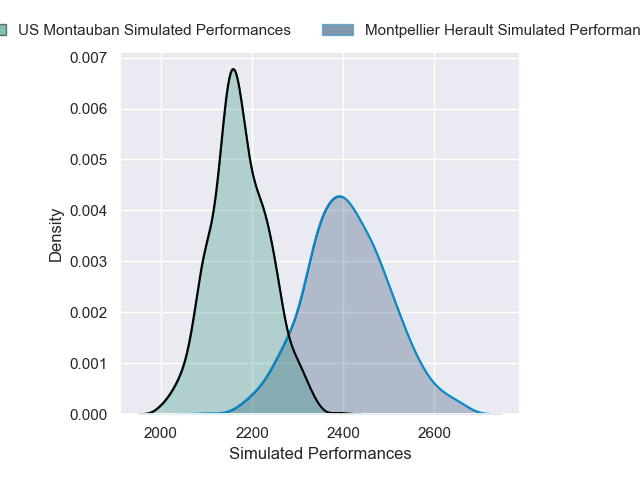 US Montauban Simulated Performances
Montpellier Herault Simulated Performan
0.007
0.006
0.005
0.004
0.003
0.002
0.001
0.000
Density
2000 2200 2400 2600
Simulated Performances